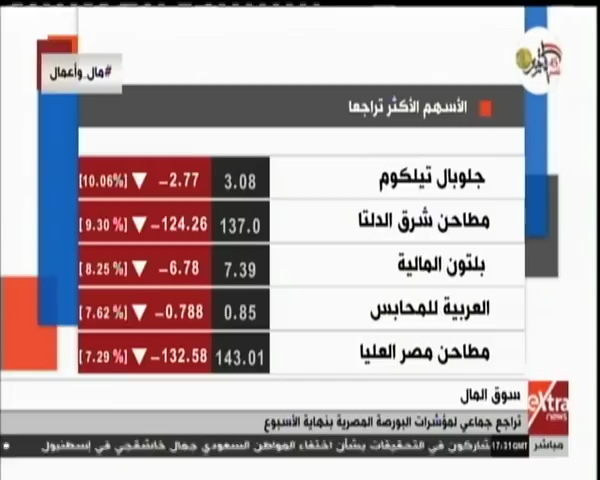 #مال_وأعمال
الأسهم الأكثر تراجعا
جلوبال تيلكوم 3.08 −2.77 ▼ [10.06%]
مطاحن شرق الدلتا 137.0 −124.26 ▼ [9.30 %]
بلتون المالية 7.39 −6.78 ▼ [8.25 %]
العربية للمحابس 0.85 −0.788 ▼ [7.62 %]
مطاحن مصر العليا 143.01 −132.58 ▼ [7.29 %]
سوق المال
eXtra news
تراجع جماعي لمؤشرات البورصة المصرية بنهاية الأسبوع
مباشر 17:31GMT شاركون في التحقيقات بشأن اختفاء المواطن السعودي جمال خاشقجي في إسطنبول